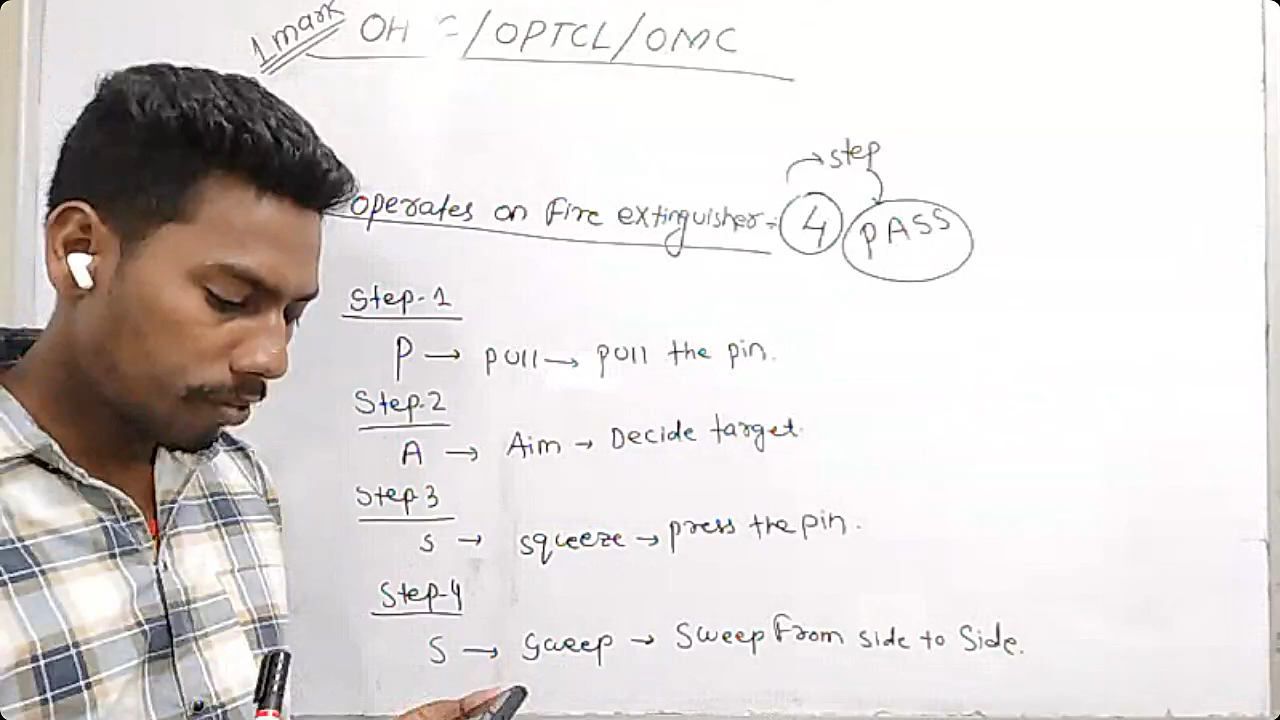 1 mark
OH /OPTCL/OMC
step
operates on Fire extinguisher:- 4 PASS
Step-1
P → pull → pull the pin.
Step-2
A → Aim → Decide target.
Step-3
S → squeeze → press the pin.
Step-4
S → sweep → Sweep From side to Side.